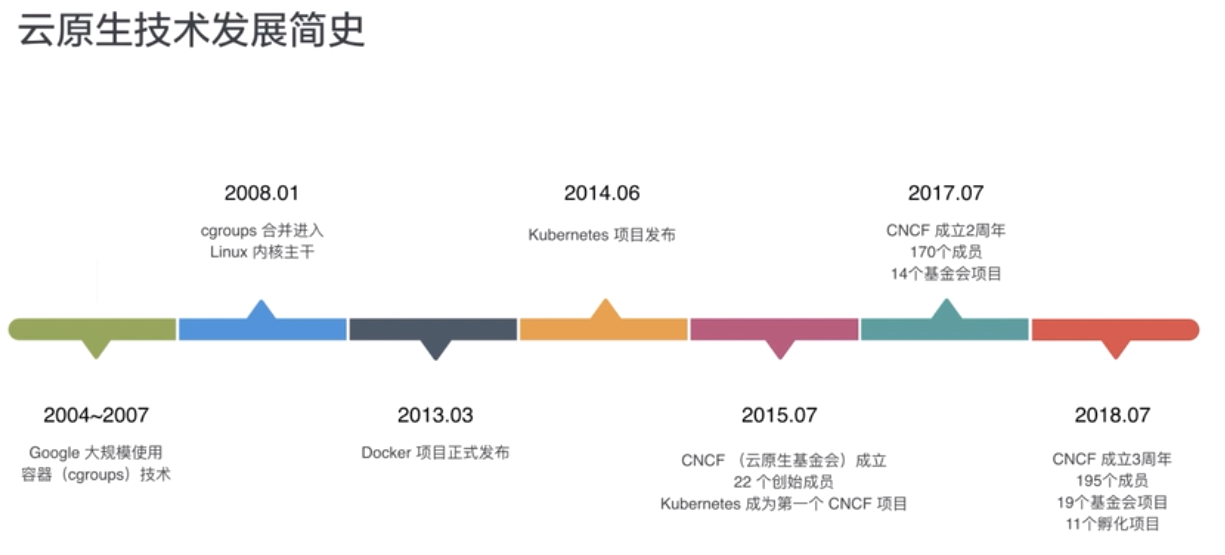 云原生技术发展简史
2008.01
cgroups 合并进入
Linux 内核主干
2014.06
Kubernetes 项目发布
2017.07
CNCF 成立2周年
170个成员
14个基金会项目
2004~2007
Google 大规模使用
容器（cgroups）技术
2013.03
Docker 项目正式发布
2015.07
CNCF （云原生基金会）成立
22 个创始成员
Kubernetes 成为第一个 CNCF 项目
2018.07
CNCF 成立3周年
195个成员
19个基金会项目
11个孵化项目